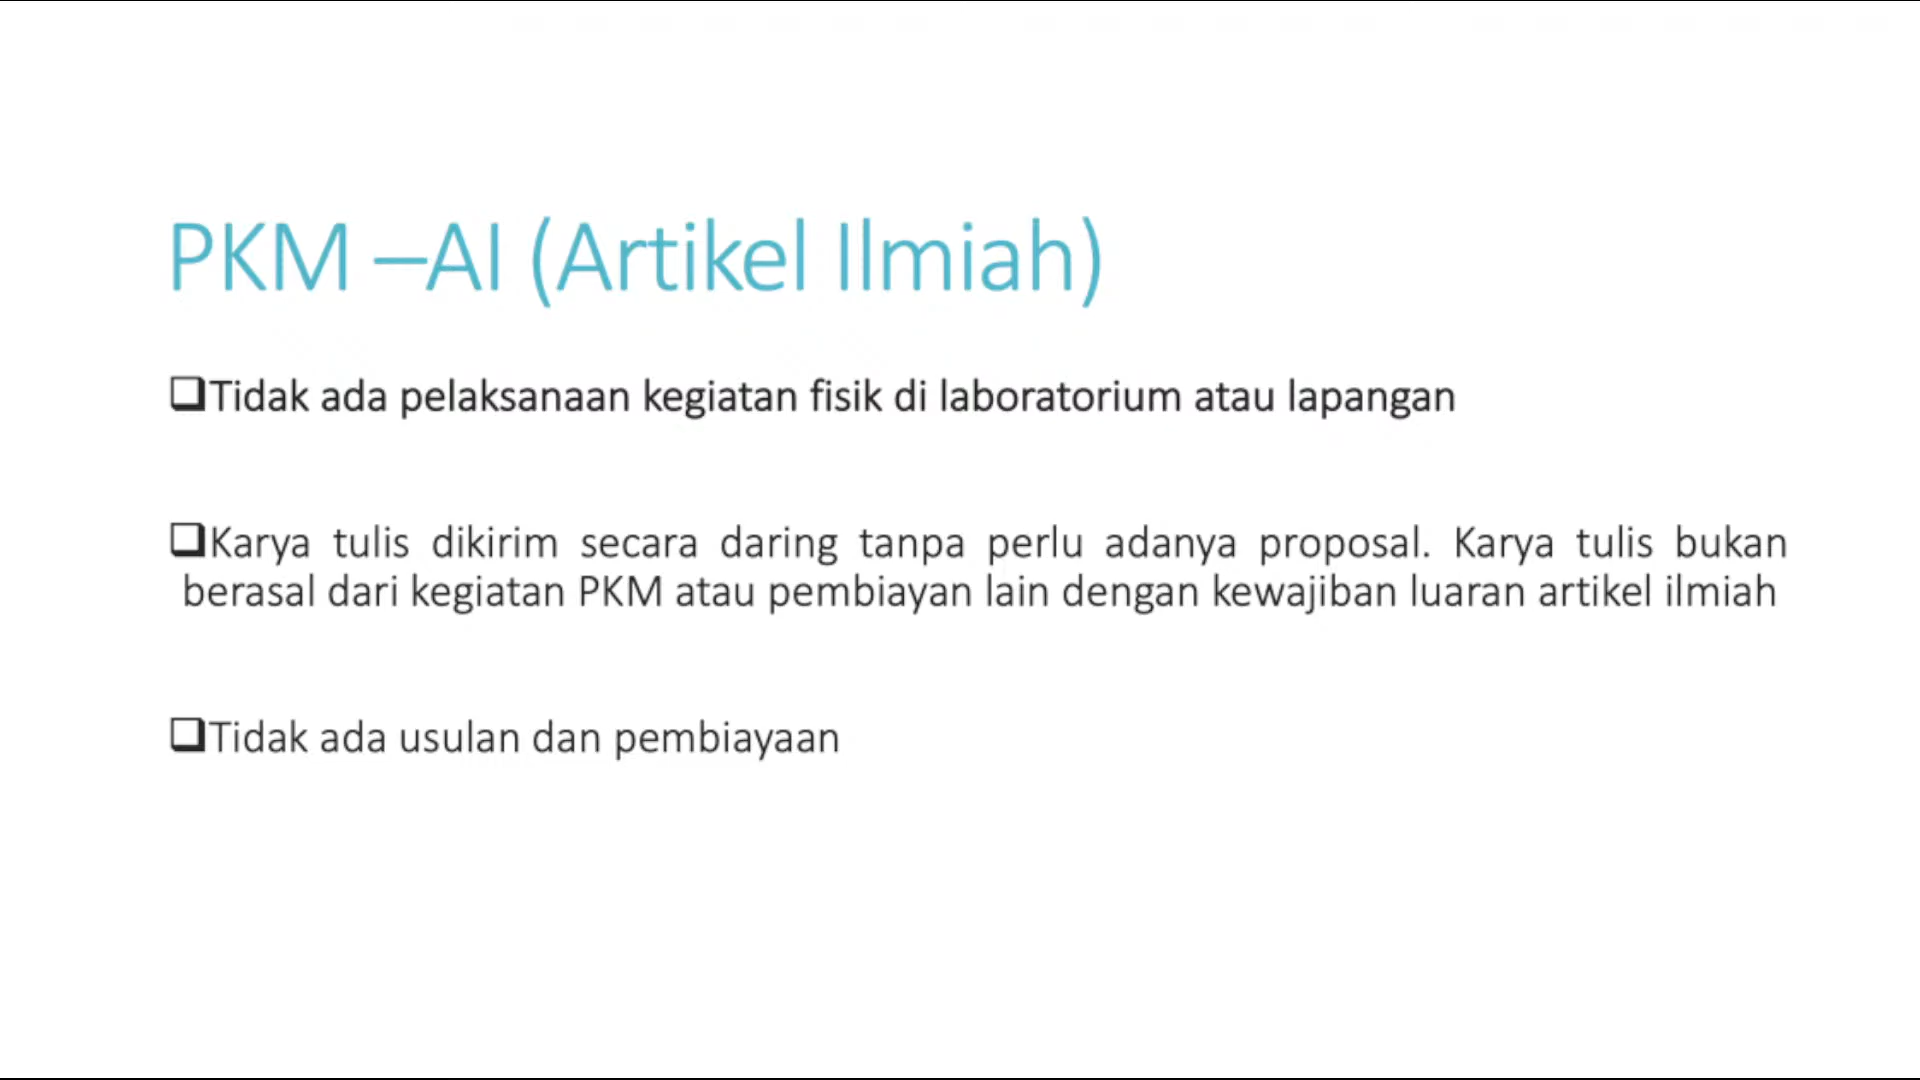 PKM –AI (Artikel Ilmiah)
❑Tidak ada pelaksanaan kegiatan fisik di laboratorium atau lapangan
❑Karya tulis dikirim secara daring tanpa perlu adanya proposal. Karya tulis bukan
berasal dari kegiatan PKM atau pembiayan lain dengan kewajiban luaran artikel ilmiah
❑Tidak ada usulan dan pembiayaan